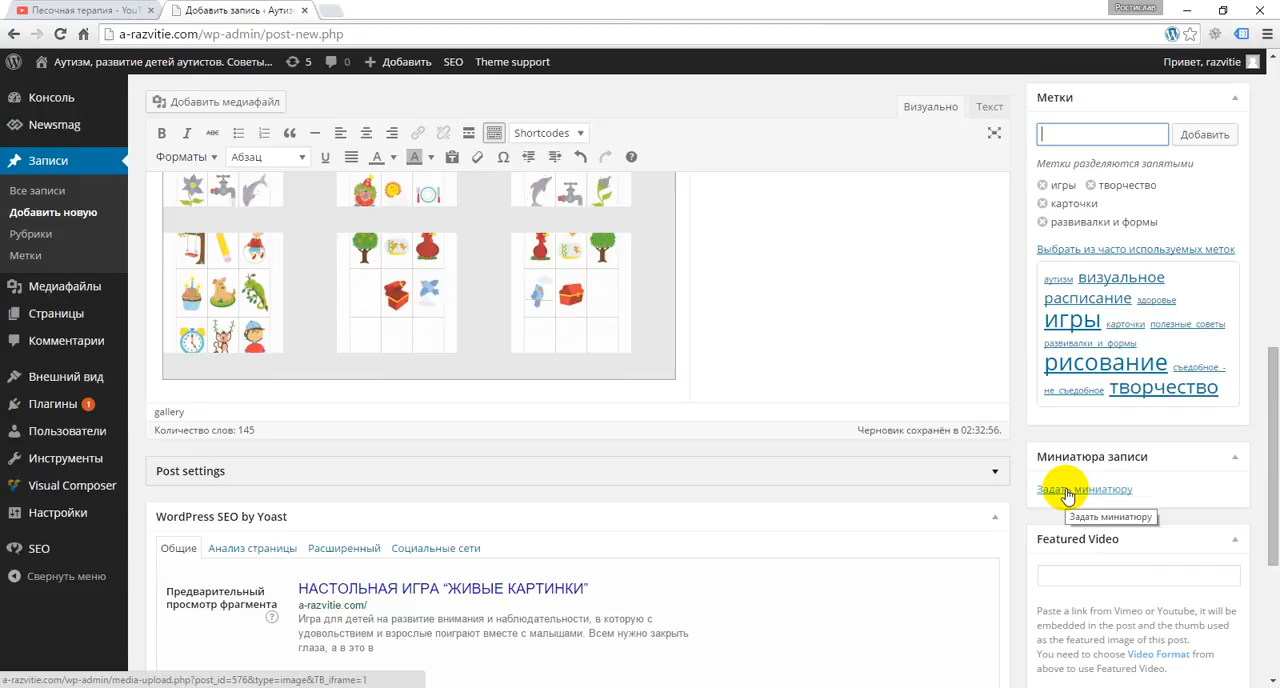 Песочная терапия - YouT
Добавить запись ‹ Аутизм
Ростислав
a-razvitie.com/wp-admin/post-new.php
Аутизм, развитие детей аутистов. Советы...
5
0
Добавить
SEO
Theme support
Привет, razvitie
Консоль
Newsmag
Записи
Все записи
Добавить новую
Рубрики
Метки
Медиафайлы
Страницы
Комментарии
Внешний вид
Плагины 1
Пользователи
Инструменты
Visual Composer
Настройки
SEO
Свернуть меню
Добавить медиафайл
Визуально
Текст
B I ABC
Shortcodes
Форматы
Абзац
U
A
A
Ω
gallery
Количество слов: 145
Черновик сохранён в 02:32:56.
Post settings
WordPress SEO by Yoast
Общие
Анализ страницы
Расширенный
Социальные сети
Предварительный
просмотр фрагмента
?
НАСТОЛЬНАЯ ИГРА “ЖИВЫЕ КАРТИНКИ”
a-razvitie.com/
Игра для детей на развитие внимания и наблюдательности, в которую с
удовольствием и взрослые поиграют вместе с малышами. Всем нужно закрыть
глаза, а в это в
Метки
Добавить
Метки разделяются запятыми
игры творчество
карточки
развивалки и формы
Выбрать из часто используемых меток
аутизм визуальное
расписание здоровье
игры карточки полезные советы
развивалки и формы
рисование съедобное -
не съедобное творчество
Миниатюра записи
Задать миниатюру
Задать миниатюру
Featured Video
Paste a link from Vimeo or Youtube, it will be
embedded in the post and the thumb used
as the featured image of this post.
You need to choose Video Format from
above to use Featured Video.
a-razvitie.com/wp-admin/media-upload.php?post_id=576&type=image&TB_iframe=1